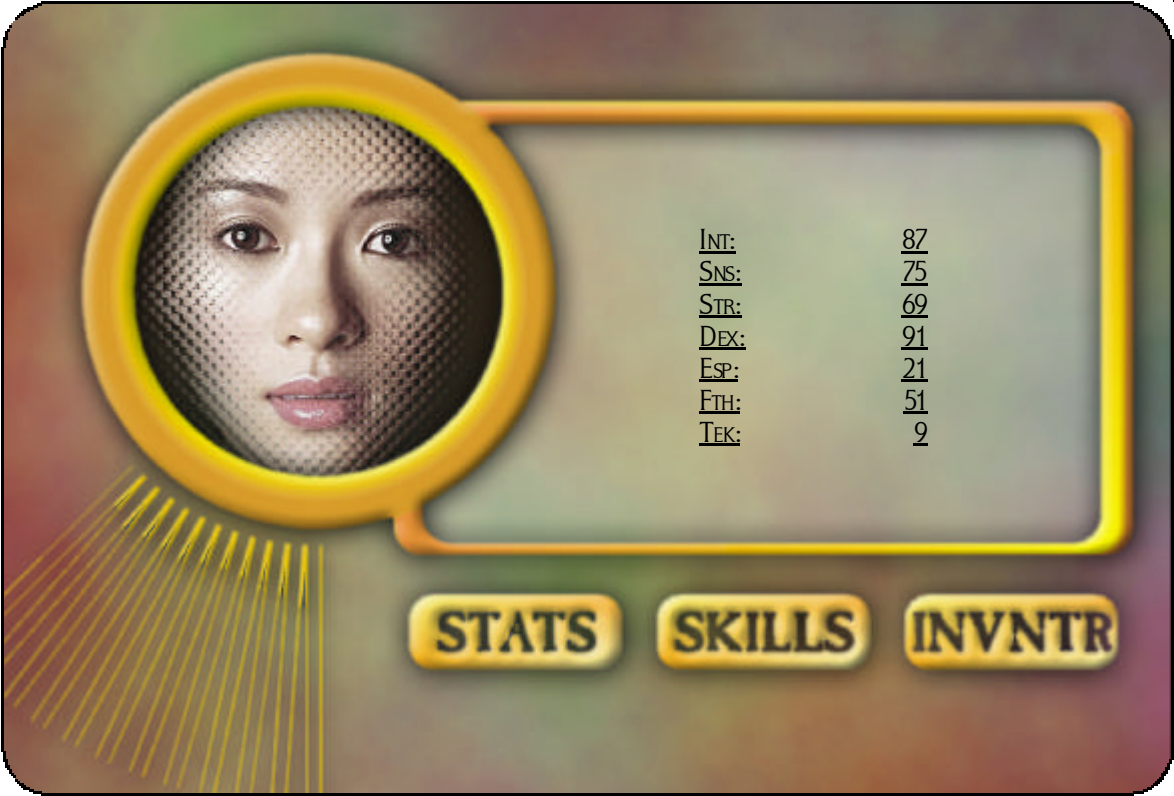 INT: 87
SNS: 75
STR: 69
DEX: 91
ESP: 21
FTH: 51
TEK: 9
STATS SKILLS INVNTR